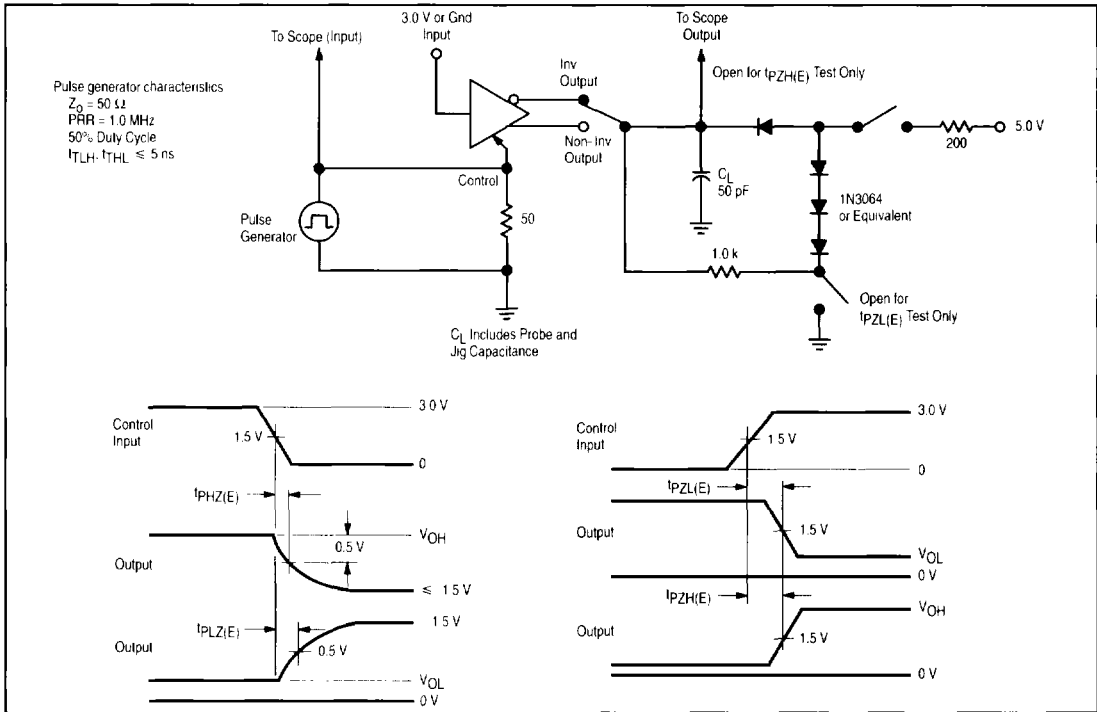 3.0 V or Gnd
Input
To Scope (Input)
To Scope
Output
Open for tPZH(E) Test Only
Inv
Output
Pulse generator characteristics
ZO = 50 Ω
PRR = 1.0 MHz
50% Duty Cycle
tTLH, tTHL ≤ 5 ns
Non-Inv
Output
Control
5.0 V
200
CL
50 pF
1N3064
or Equivalent
Pulse
Generator
50
1.0 k
Open for
tPZL(E) Test Only
CL Includes Probe and
Jig Capacitance
Control
Input
3.0 V
1.5 V
0
tPHZ(E)
Output
VOH
0.5 V
≤ 1.5 V
tPLZ(E)
Output
1.5 V
0.5 V
VOL
0 V
Control
Input
3.0 V
1.5 V
0
tPZL(E)
Output
1.5 V
VOL
0 V
tPZH(E)
Output
VOH
1.5 V
0 V